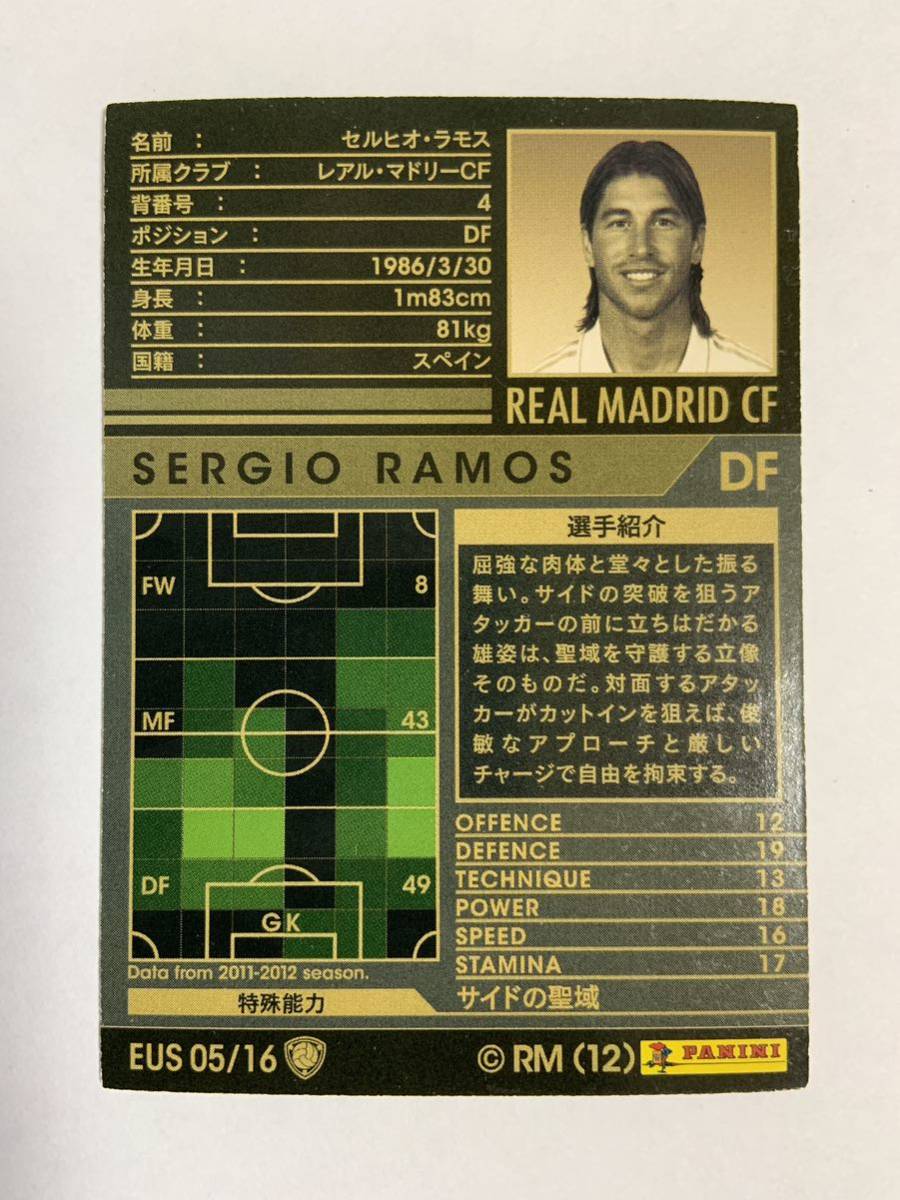 名前 : セルヒオ・ラモス
所属クラブ : レアル・マドリーCF
背番号 : 4
ポジション : DF
生年月日 : 1986/3/30
身長 : 1m83cm
体重 : 81kg
国籍 : スペイン
REAL MADRID CF
SERGIO RAMOS DF
FW 8
MF 43
DF 49
GK
Data from 2011-2012 season.
選手紹介
屈強な肉体と堂々とした振る
舞い。サイドの突破を狙うア
タッカーの前に立ちはだかる
雄姿は、聖域を守護する立像
そのものだ。対面するアタッ
カーがカットインを狙えば、俊
敏なアプローチと厳しい
チャージで自由を拘束する。
OFFENCE 12
DEFENCE 19
TECHNIQUE 13
POWER 18
SPEED 16
STAMINA 17
特殊能力 サイドの聖域
EUS 05/16 © RM (12) PANINI